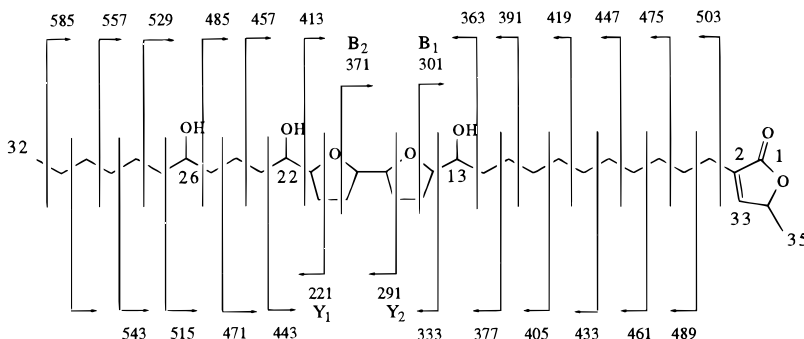 585 557 529 485 457 413 363 391 419 447 475 503
B₂ B₁
371 301
OH OH OH O
32 O O 2 1
26 22 13 O
33
35
221 291
Y₁ Y₂ 333 377 405 433 461 489
543 515 471 443